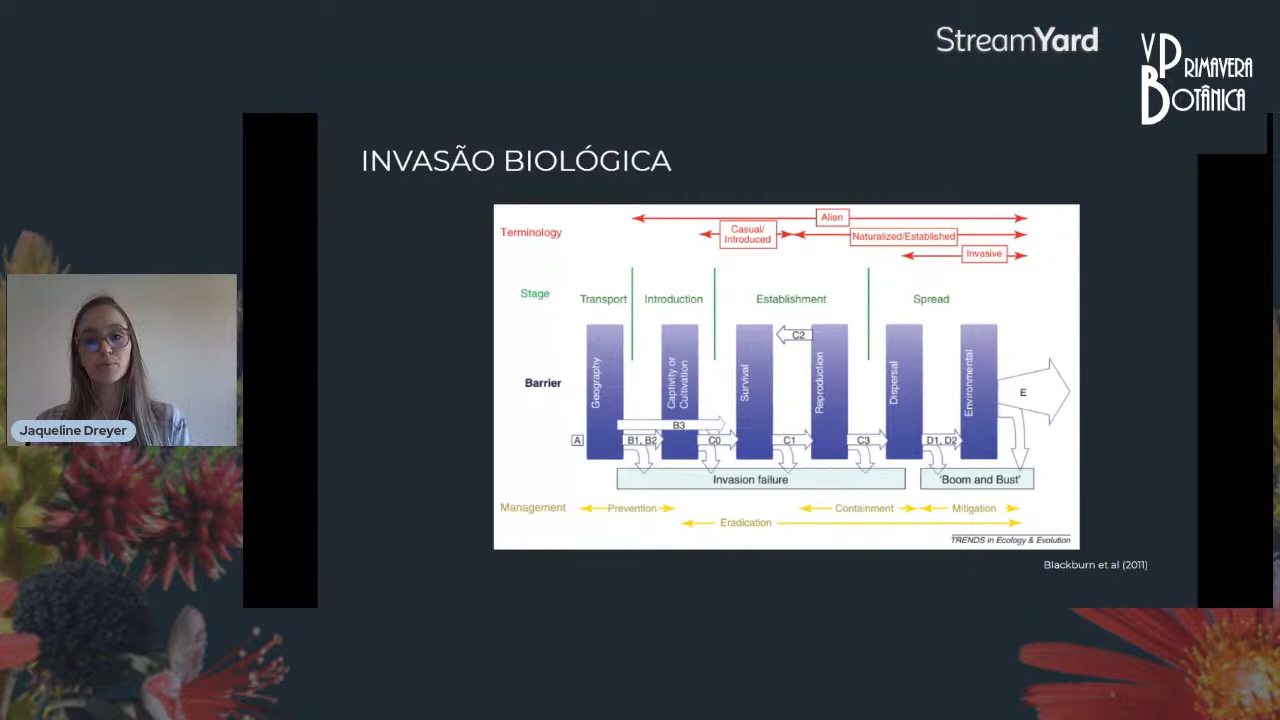 StreamYard
V PRIMAVERA
BOTÂNICA
INVASÃO BIOLÓGICA
Terminology
Alien
Casual/
Introduced
Naturalized/Established
Invasive
Stage
Transport
Introduction
Establishment
Spread
Barrier
Geography
Captivity or
Cultivation
Survival
Reproduction
Dispersal
Environmental
C2
E
B3
A
B1, B2
C0
C1
C3
D1, D2
Invasion failure
'Boom and Bust'
Management
Prevention
Containment
Mitigation
Eradication
TRENDS in Ecology & Evolution
Blackburn et al (2011)
Jaqueline Dreyer